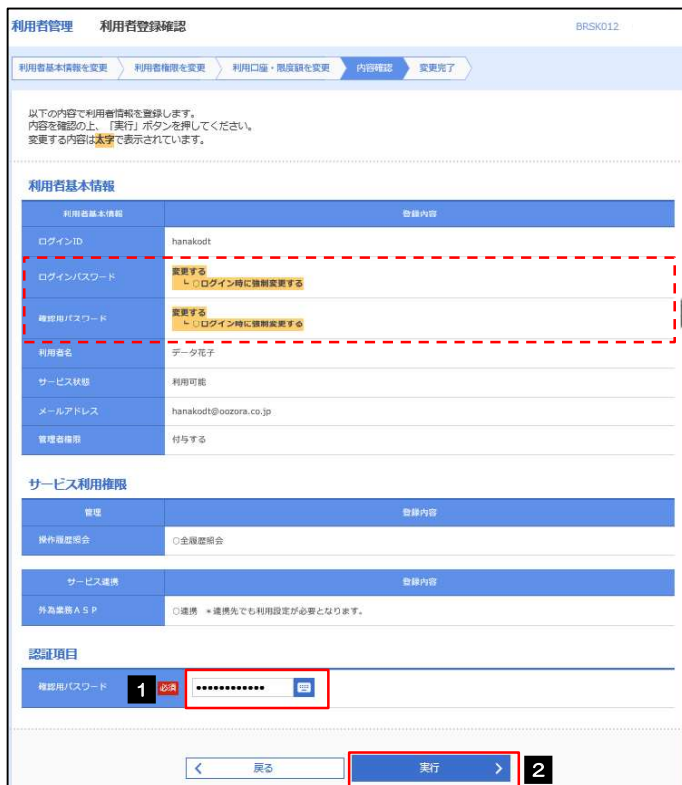 利用者管理 利用者登録確認 BRSK012
利用者基本情報を変更 利用者権限を変更 利用口座・限度額を変更 内容確認 変更完了
以下の内容で利用者情報を登録します。
内容を確認の上、「実行」ボタンを押してください。
変更する内容は太字で表示されています。
利用者基本情報
利用者基本情報 登録内容
ログインID hanakodt
ログインパスワード 変更する
└ ○ログイン時に強制変更する
確認用パスワード 変更する
└ ○ログイン時に強制変更する
利用者名 データ花子
サービス状態 利用可能
メールアドレス hanakodt@oozora.co.jp
管理者権限 付与する
サービス利用権限
管理 登録内容
操作履歴照会 ○全履歴照会
サービス連携 登録内容
外為業務ASP ○連携 *連携先でも利用設定が必要となります。
認証項目
確認用パスワード 1 必須 ••••••••••••
戻る 実行 2